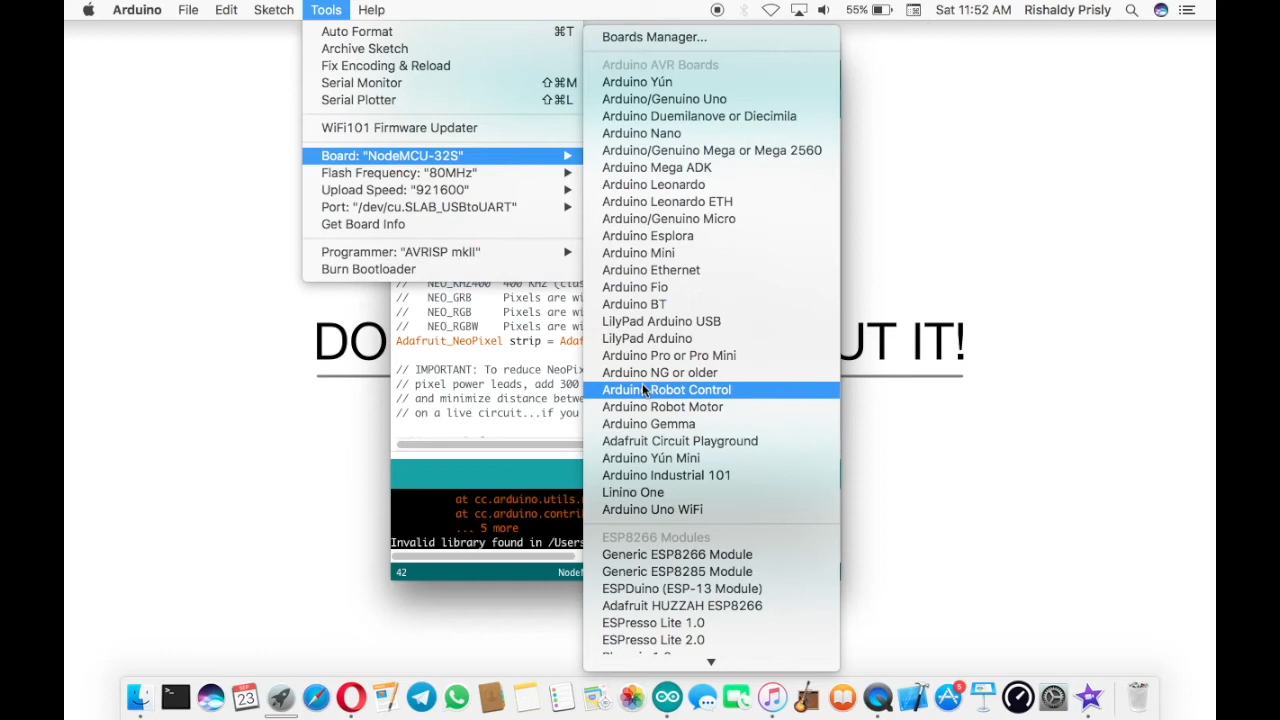 Arduino File Edit Sketch Tools Help 55% Sat 11:52 AM Rishaldy Prisly
Auto Format ⌘T
Archive Sketch
Fix Encoding & Reload
Serial Monitor ⇧⌘M
Serial Plotter ⇧⌘L
WiFi101 Firmware Updater
Board: "NodeMCU-32S"
Flash Frequency: "80MHz"
Upload Speed: "921600"
Port: "/dev/cu.SLAB_USBtoUART"
Get Board Info
Programmer: "AVRISP mkII"
Burn Bootloader
Boards Manager...
Arduino AVR Boards
Arduino Yún
Arduino/Genuino Uno
Arduino Duemilanove or Diecimila
Arduino Nano
Arduino/Genuino Mega or Mega 2560
Arduino Mega ADK
Arduino Leonardo
Arduino Leonardo ETH
Arduino/Genuino Micro
Arduino Esplora
Arduino Mini
Arduino Ethernet
Arduino Fio
Arduino BT
LilyPad Arduino USB
LilyPad Arduino
Arduino Pro or Pro Mini
Arduino NG or older
Arduino Robot Control
Arduino Robot Motor
Arduino Gemma
Adafruit Circuit Playground
Arduino Yún Mini
Arduino Industrial 101
Linino One
Arduino Uno WiFi
ESP8266 Modules
Generic ESP8266 Module
Generic ESP8285 Module
ESPDuino (ESP-13 Module)
Adafruit HUZZAH ESP8266
ESPresso Lite 1.0
ESPresso Lite 2.0
// NEO_KHZ400 400 KHz (clas
// NEO_GRB Pixels are wi
// NEO_RGB Pixels are wi
// NEO_RGBW Pixels are wi
Adafruit_NeoPixel strip = Adaf
// IMPORTANT: To reduce NeoPix
// pixel power leads, add 300
// and minimize distance betwe
// on a live circuit...if you
DO UT IT!
at cc.arduino.utils.
at cc.arduino.contri
... 5 more
Invalid library found in /Users
42 NodeM
SEP
23
5